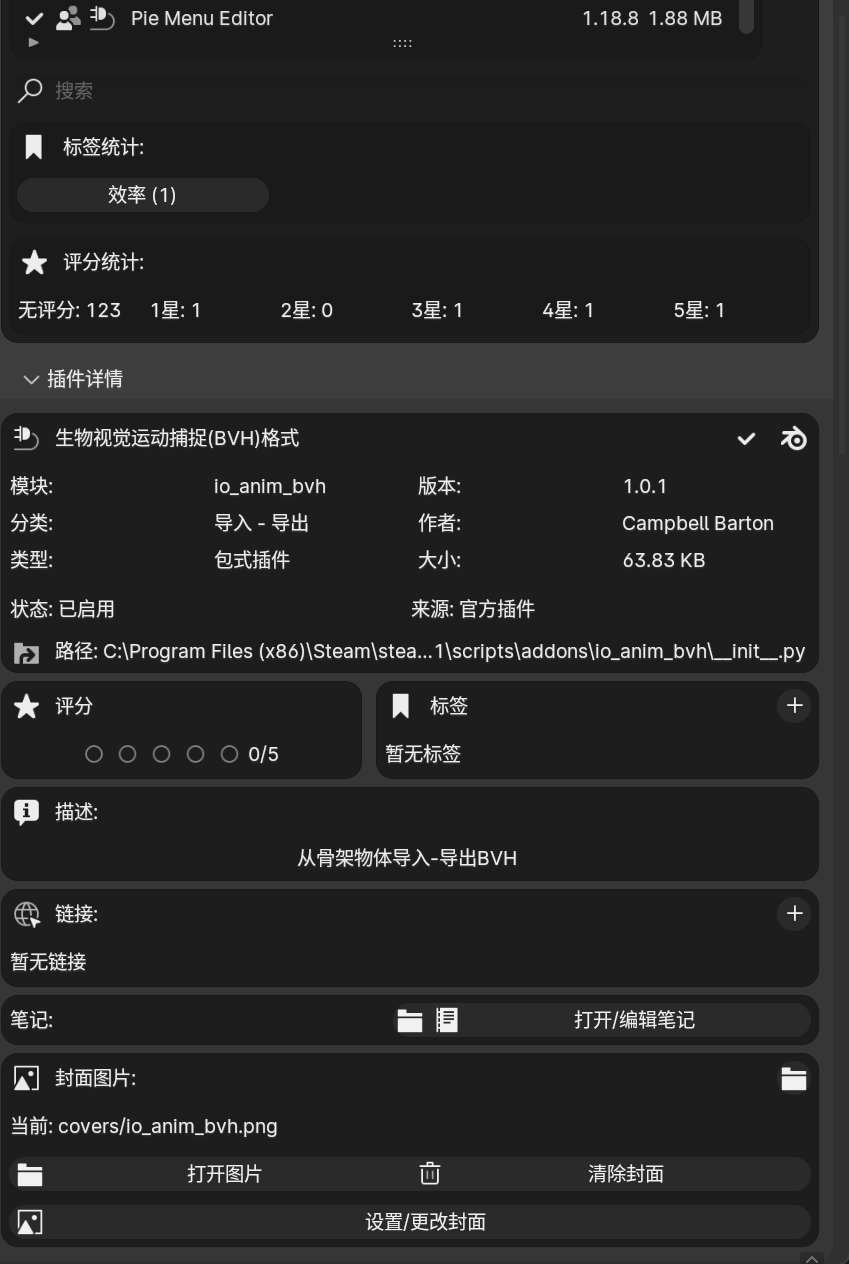 Pie Menu Editor 1.18.8 1.88 MB
搜索
标签统计:
效率 (1)
评分统计:
无评分: 123 1星: 1 2星: 0 3星: 1 4星: 1 5星: 1
插件详情
生物视觉运动捕捉(BVH)格式
模块: io_anim_bvh 版本: 1.0.1
分类: 导入 - 导出 作者: Campbell Barton
类型: 包式插件 大小: 63.83 KB
状态: 已启用 来源: 官方插件
路径: C:\Program Files (x86)\Steam\stea...1\scripts\addons\io_anim_bvh\__init__.py
评分 标签
0/5 暂无标签
描述:
从骨架物体导入-导出BVH
链接:
暂无链接
笔记: 打开/编辑笔记
封面图片:
当前: covers/io_anim_bvh.png
打开图片 清除封面
设置/更改封面